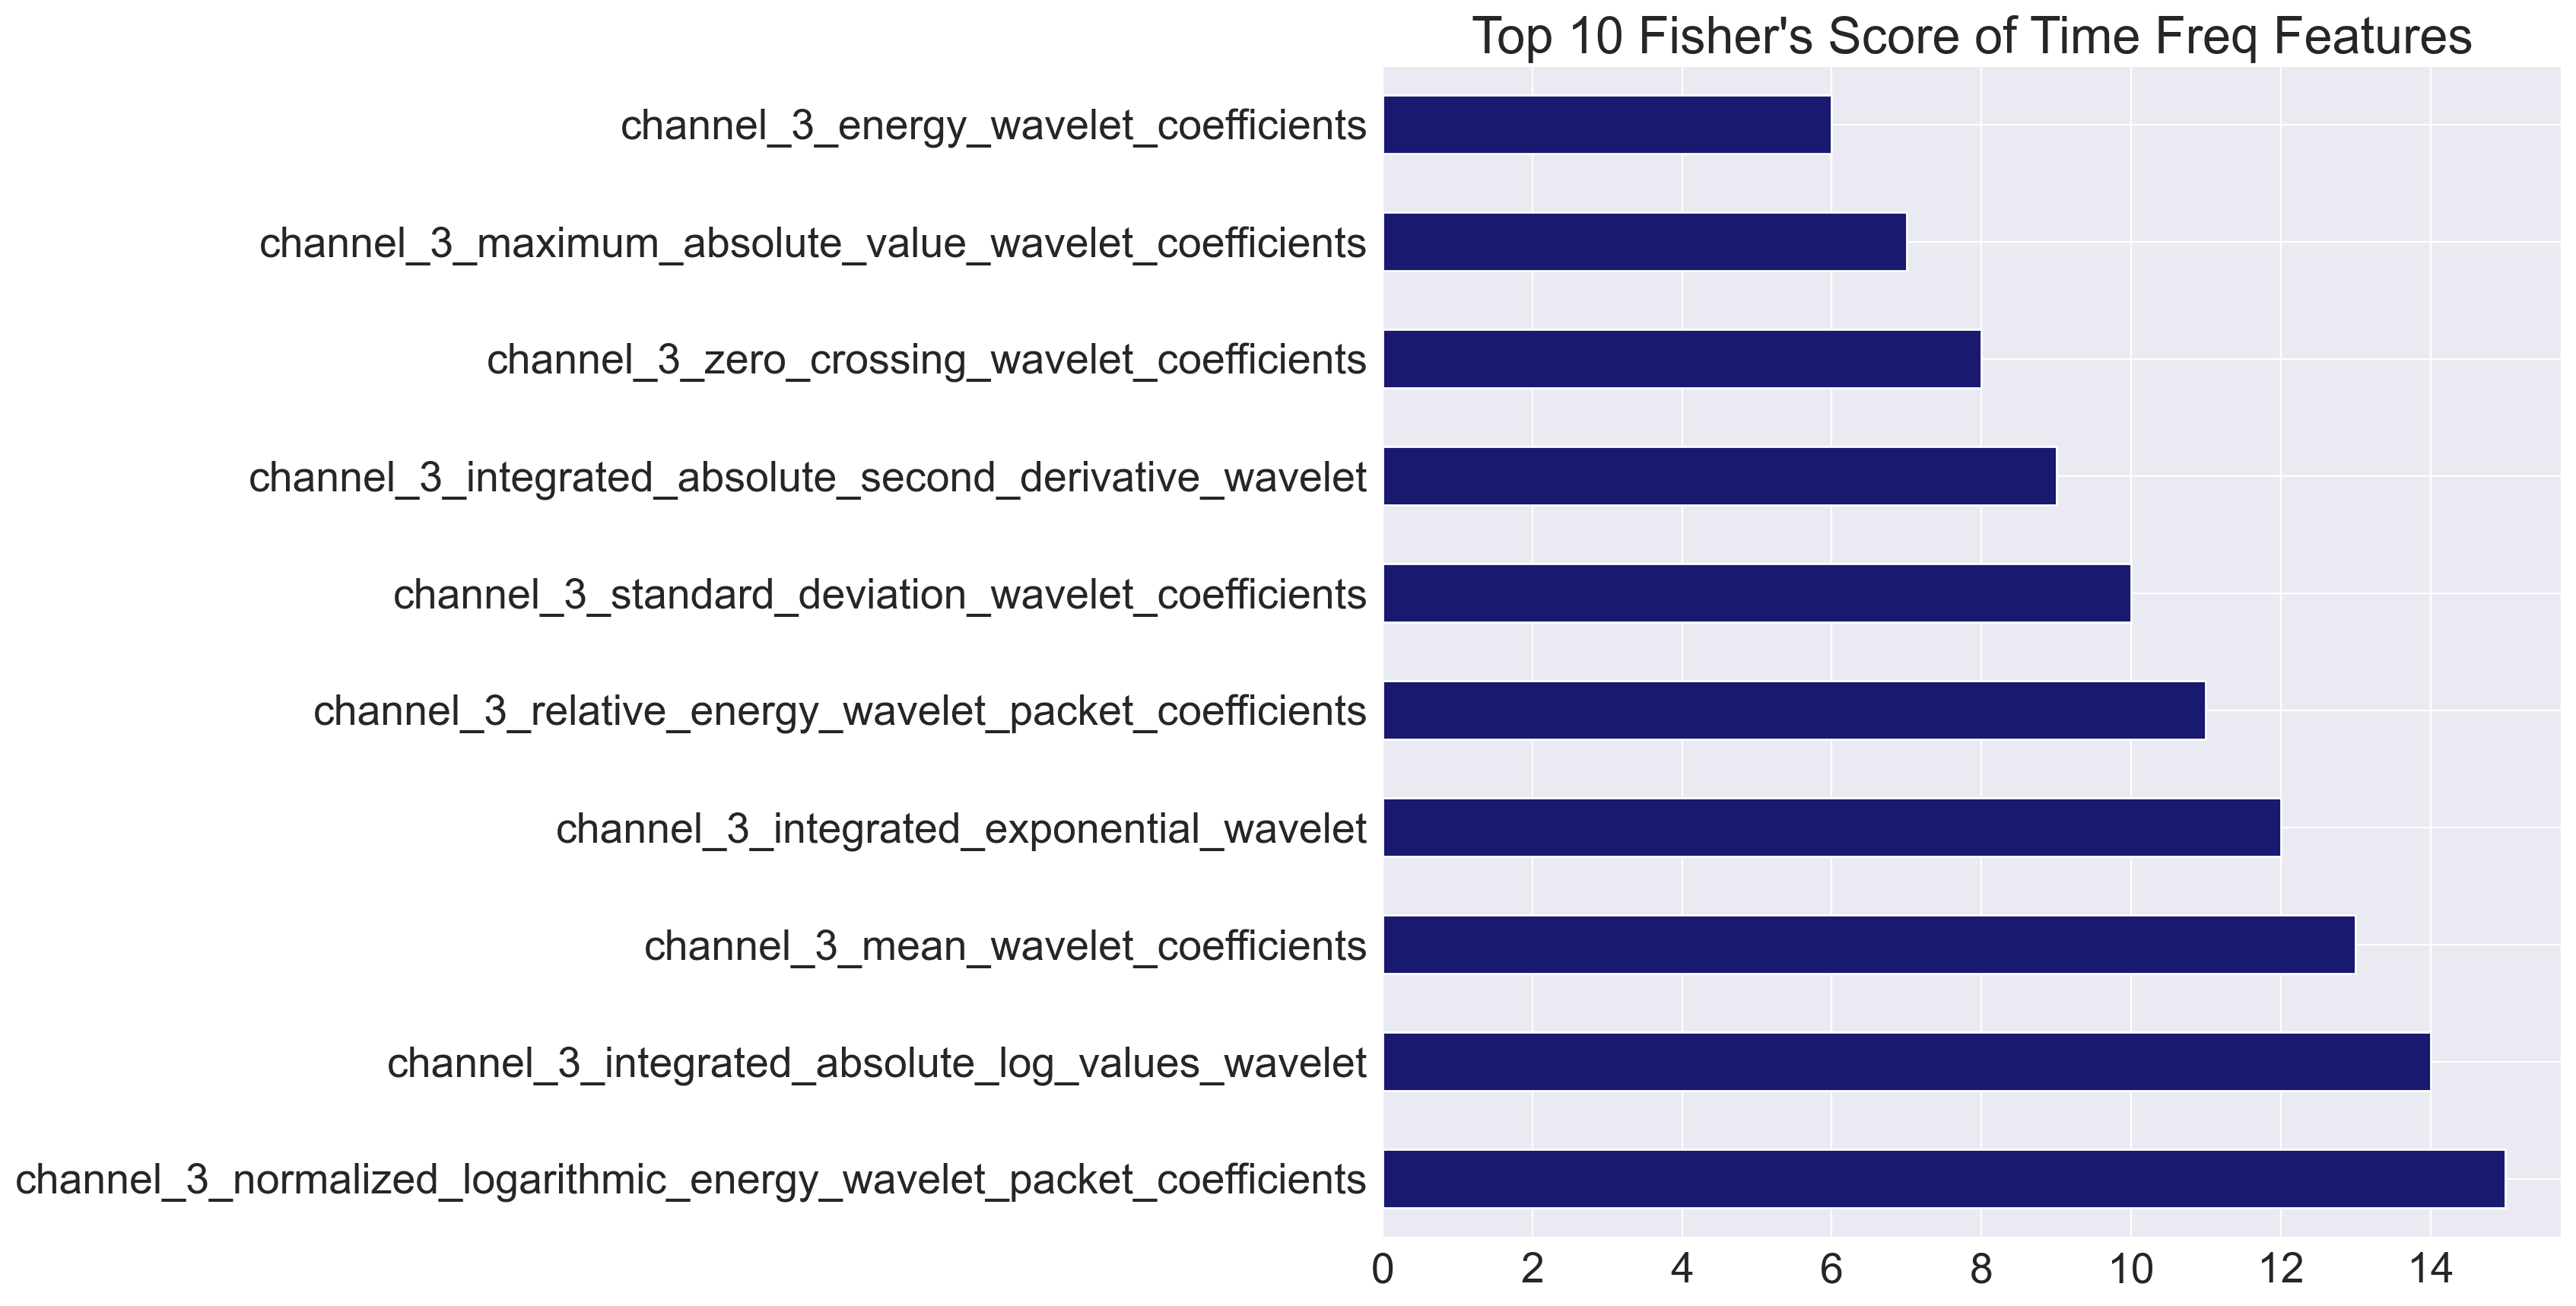 Top 10 Fisher's Score of Time Freq Features
channel_3_energy_wavelet_coefficients
channel_3_maximum_absolute_value_wavelet_coefficients
channel_3_zero_crossing_wavelet_coefficients
channel_3_integrated_absolute_second_derivative_wavelet
channel_3_standard_deviation_wavelet_coefficients
channel_3_relative_energy_wavelet_packet_coefficients
channel_3_integrated_exponential_wavelet
channel_3_mean_wavelet_coefficients
channel_3_integrated_absolute_log_values_wavelet
channel_3_normalized_logarithmic_energy_wavelet_packet_coefficients
0 2 4 6 8 10 12 14